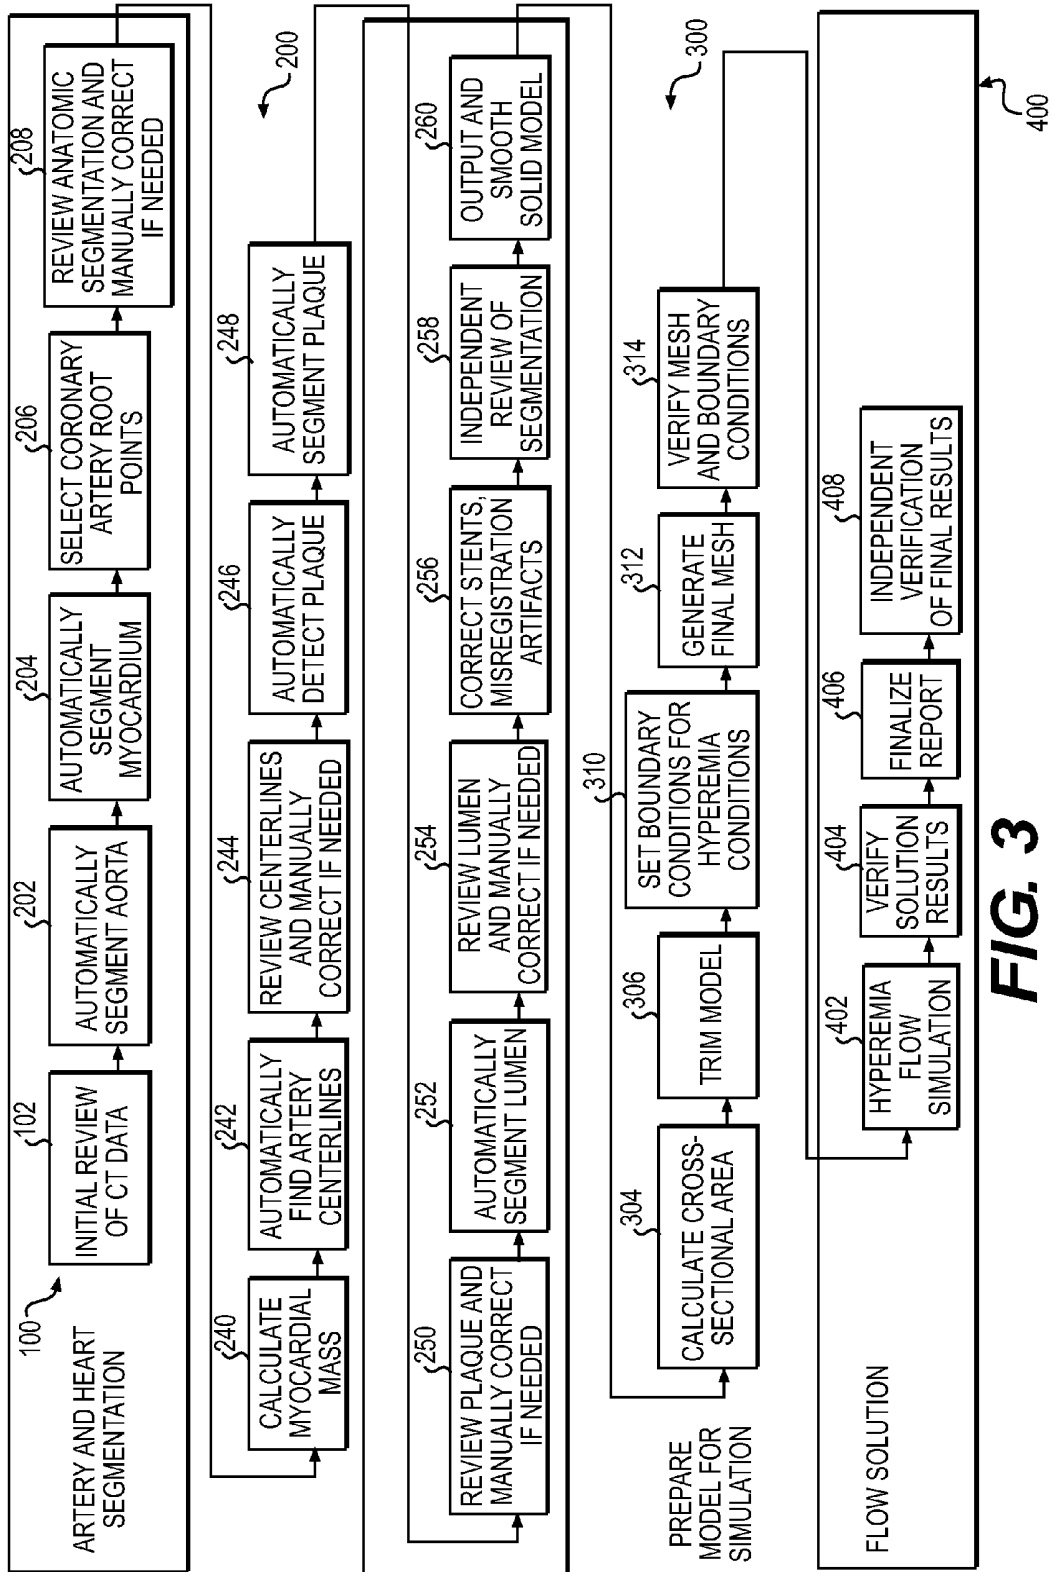 ARTERY AND HEART
SEGMENTATION
100
102
INITIAL REVIEW
OF CT DATA
202
AUTOMATICALLY
SEGMENT AORTA
204
AUTOMATICALLY
SEGMENT
MYOCARDIUM
206
SELECT CORONARY
ARTERY ROOT
POINTS
208
REVIEW ANATOMIC
SEGMENTATION AND
MANUALLY CORRECT
IF NEEDED
200
240
CALCULATE
MYOCARDIAL
MASS
242
AUTOMATICALLY
FIND ARTERY
CENTERLINES
244
REVIEW CENTERLINES
AND MANUALLY
CORRECT IF NEEDED
246
AUTOMATICALLY
DETECT PLAQUE
248
AUTOMATICALLY
SEGMENT PLAQUE
250
REVIEW PLAQUE AND
MANUALLY CORRECT
IF NEEDED
252
AUTOMATICALLY
SEGMENT LUMEN
254
REVIEW LUMEN
AND MANUALLY
CORRECT IF NEEDED
256
CORRECT STENTS,
MISREGISTRATION
ARTIFACTS
258
INDEPENDENT
REVIEW OF
SEGMENTATION
260
OUTPUT AND
SMOOTH
SOLID MODEL
PREPARE
MODEL FOR
SIMULATION
300
304
CALCULATE CROSS-
SECTIONAL AREA
306
TRIM MODEL
310
SET BOUNDARY
CONDITIONS FOR
HYPEREMIA
CONDITIONS
312
GENERATE
FINAL MESH
314
VERIFY MESH
AND BOUNDARY
CONDITIONS
FLOW SOLUTION
400
402
HYPEREMIA
FLOW
SIMULATION
404
VERIFY
SOLUTION
RESULTS
406
FINALIZE
REPORT
408
INDEPENDENT
VERIFICATION
OF FINAL RESULTS
FIG. 3